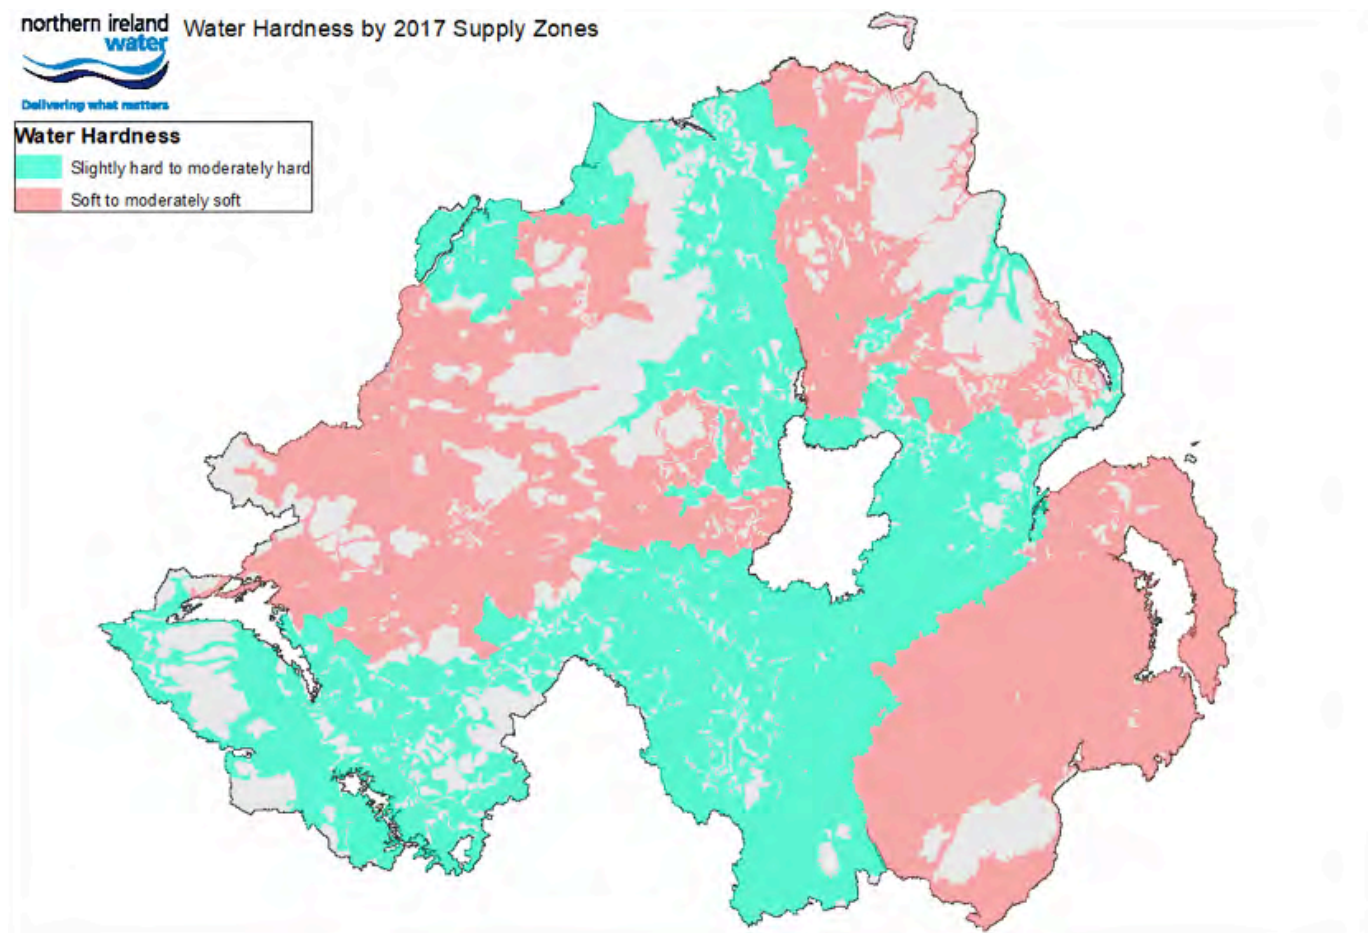 northern ireland
water
Delivering what matters
Water Hardness by 2017 Supply Zones
Water Hardness
Slightly hard to moderately hard
Soft to moderately soft